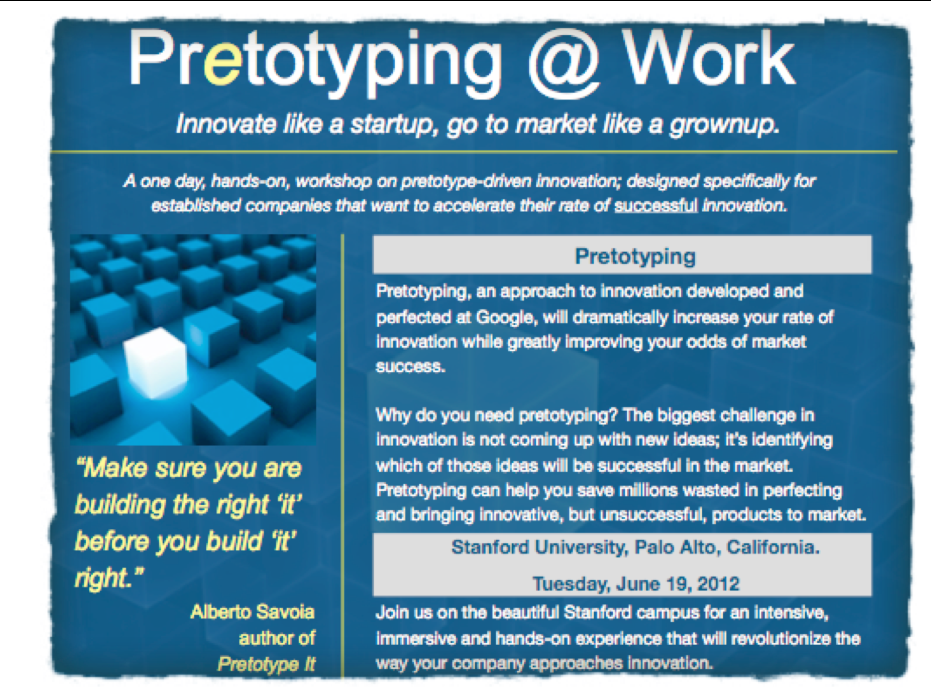 Pretotyping @ Work
Innovate like a startup, go to market like a grownup.
A one day, hands-on, workshop on pretotype-driven innovation; designed specifically for
established companies that want to accelerate their rate of successful innovation.
“Make sure you are
building the right ‘it’
before you build ‘it’
right.”
Alberto Savoia
author of
Pretotype It
Pretotyping
Pretotyping, an approach to innovation developed and
perfected at Google, will dramatically increase your rate of
innovation while greatly improving your odds of market
success.
Why do you need pretotyping? The biggest challenge in
innovation is not coming up with new ideas; it’s identifying
which of those ideas will be successful in the market.
Pretotyping can help you save millions wasted in perfecting
and bringing innovative, but unsuccessful, products to market.
Stanford University, Palo Alto, California.
Tuesday, June 19, 2012
Join us on the beautiful Stanford campus for an intensive,
immersive and hands-on experience that will revolutionize the
way your company approaches innovation.